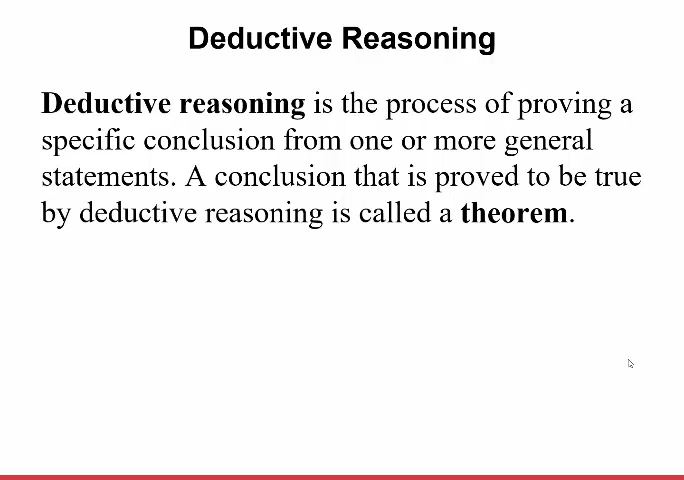 Deductive Reasoning
Deductive reasoning is the process of proving a
specific conclusion from one or more general
statements. A conclusion that is proved to be true
by deductive reasoning is called a theorem.